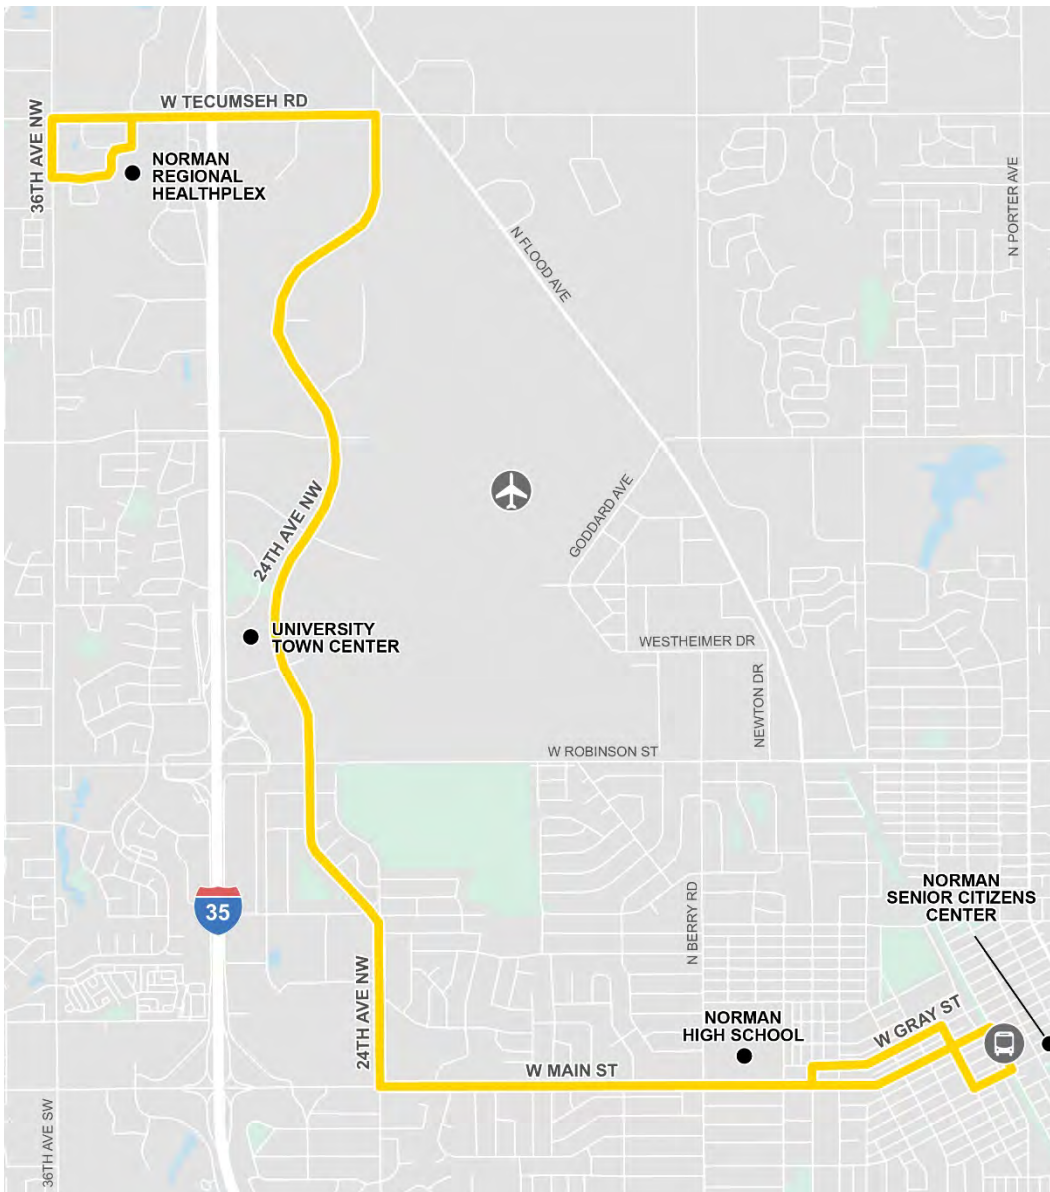 W TECUMSEH RD
36TH AVE NW
NORMAN
REGIONAL
HEALTHPLEX
N PORTER AVE
N FLOOD AVE
24TH AVE NW
GODDARD AVE
UNIVERSITY
TOWN CENTER
WESTHEIMER DR
NEWTON DR
W ROBINSON ST
35
N BERRY RD
NORMAN
SENIOR CITIZENS
CENTER
24TH AVE NW
NORMAN
HIGH SCHOOL
W GRAY ST
W MAIN ST
36TH AVE SW